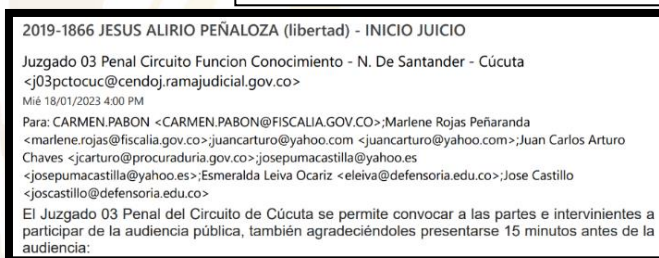 2019-1866 JESUS ALIRIO PEÑALOZA (libertad) - INICIO JUICIO
Juzgado 03 Penal Circuito Funcion Conocimiento - N. De Santander - Cúcuta
<j03pctocuc@cendoj.ramajudicial.gov.co>
Mié 18/01/2023 4:00 PM
Para: CARMEN.PABON <CARMEN.PABON@FISCALIA.GOV.CO>;Marlene Rojas Peñaranda
<marlene.rojas@fiscalia.gov.co>;juancarturo@yahoo.com <juancarturo@yahoo.com>;Juan Carlos Arturo
Chaves <jcarturo@procuraduria.gov.co>;josepumacastilla@yahoo.es
<josepumacastilla@yahoo.es>;Esmeralda Leiva Ocariz <eleiva@defensoria.edu.co>;Jose Castillo
<joscastillo@defensoria.edu.co>
El Juzgado 03 Penal del Circuito de Cúcuta se permite convocar a las partes e intervinientes a
participar de la audiencia pública, también agradeciéndoles presentarse 15 minutos antes de la
audiencia: